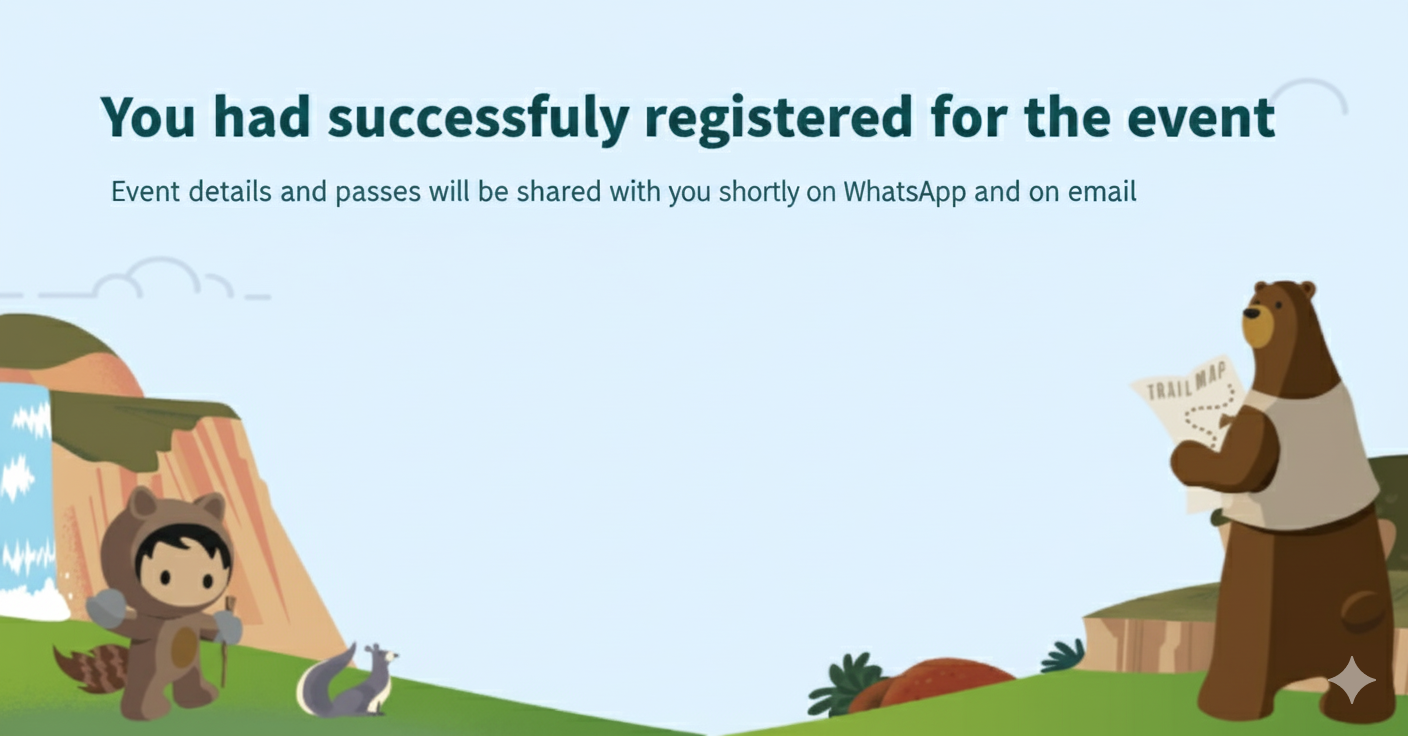 You had successfuly registered for the event
Event details and passes will be shared with you shortly on WhatsApp and on email
TRAIL MAP